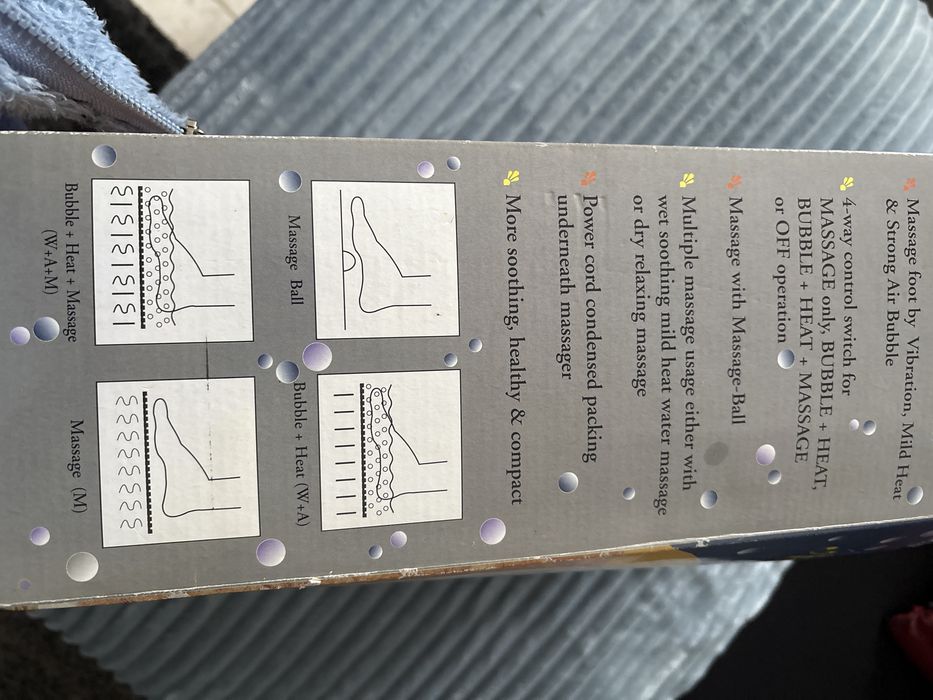 Massage foot by Vibration, Mild Heat
& Strong Air Bubble
4-way control switch for
MASSAGE only, BUBBLE + HEAT,
BUBBLE + HEAT + MASSAGE
or OFF operation
Massage with Massage-Ball
Multiple massage usage either with
wet soothing mild heat water massage
or dry relaxing massage
Power cord condensed packing
underneath massager
More soothing, healthy & compact
Massage Ball
Bubble + Heat (W+A)
Bubble + Heat + Massage
(W+A+M)
Massage (M)